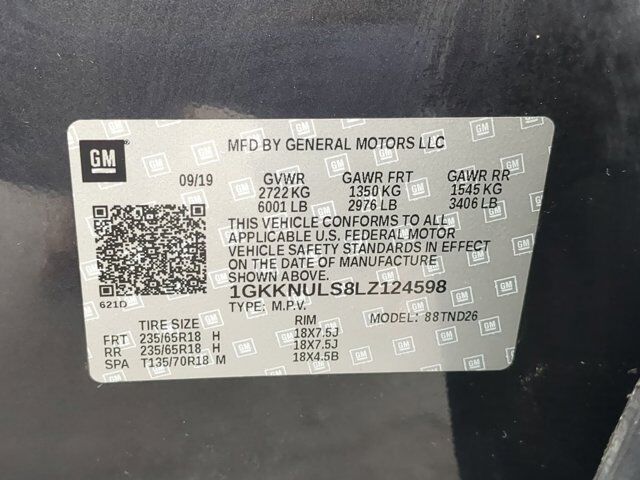 GM
MFD BY GENERAL MOTORS LLC
09/19 GVWR GAWR FRT GAWR RR
2722 KG 1350 KG 1545 KG
6001 LB 2976 LB 3406 LB
THIS VEHICLE CONFORMS TO ALL
APPLICABLE U.S. FEDERAL MOTOR
VEHICLE SAFETY STANDARDS IN EFFECT
ON THE DATE OF MANUFACTURE
SHOWN ABOVE.
621D 1GKKNULS8LZ124598
TYPE: M.P.V. MODEL: 88TND26
TIRE SIZE RIM
FRT 235/65R18 H 18X7.5J
RR 235/65R18 H 18X7.5J
SPA T135/70R18 M 18X4.5B